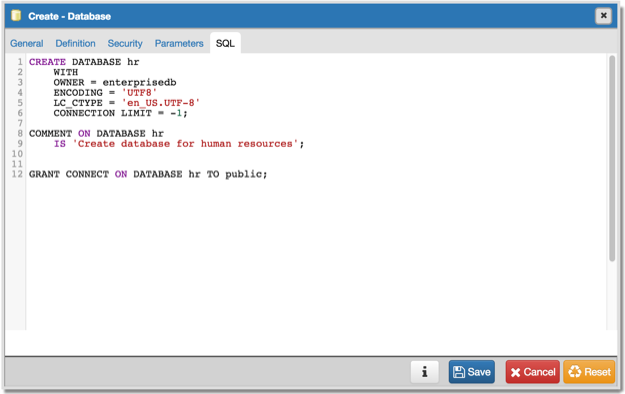 Create - Database
General Definition Security Parameters SQL
1 CREATE DATABASE hr
2 WITH
3 OWNER = enterprisedb
4 ENCODING = 'UTF8'
5 LC_CTYPE = 'en_US.UTF-8'
6 CONNECTION LIMIT = -1;
7
8 COMMENT ON DATABASE hr
9 IS 'Create database for human resources';
10
11
12 GRANT CONNECT ON DATABASE hr TO public;
i Save Cancel Reset